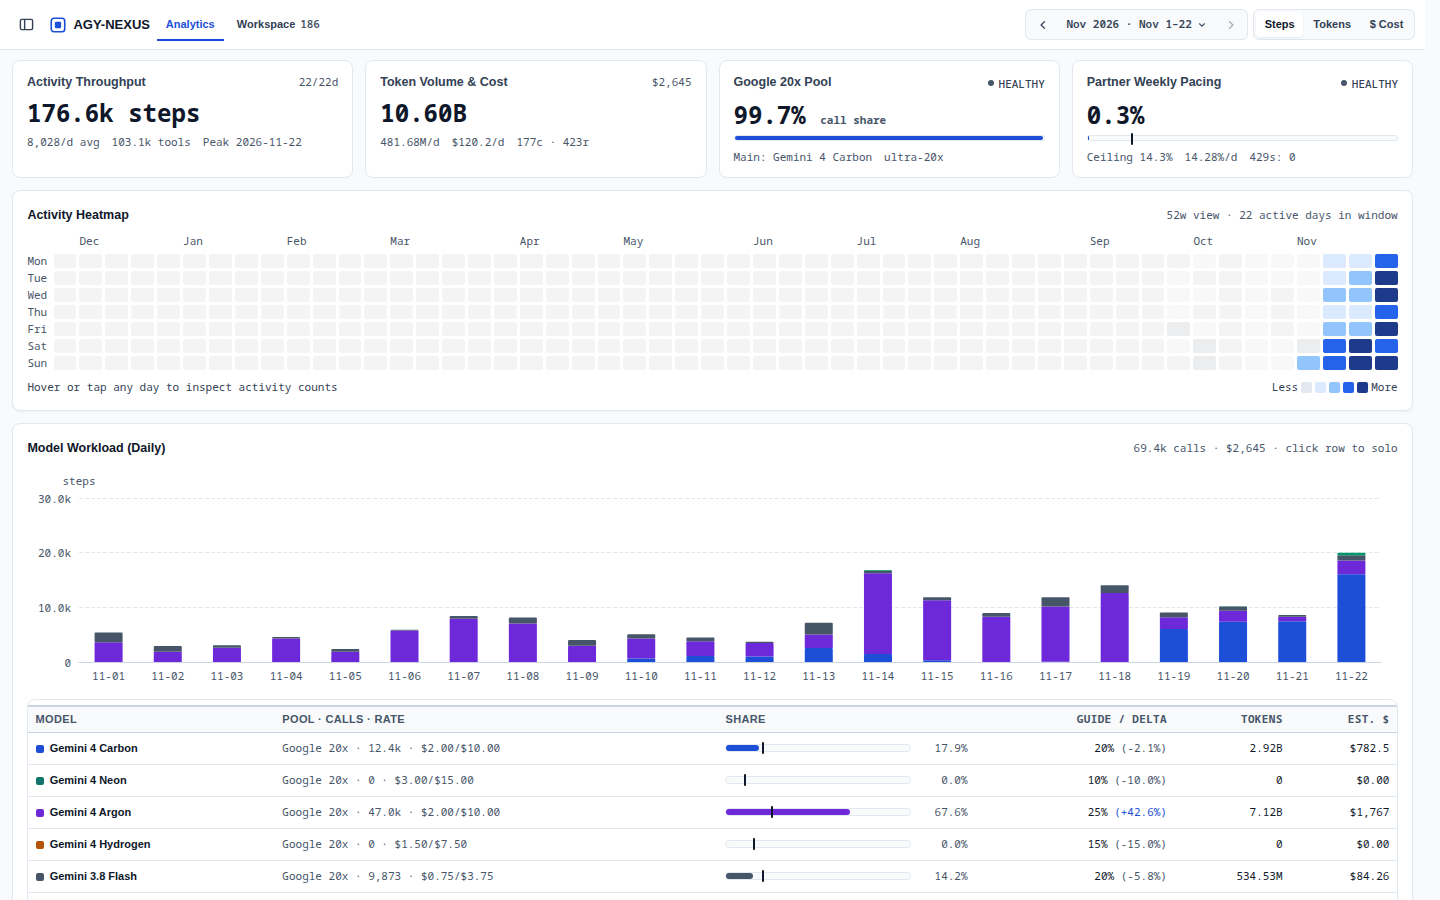 AGY-NEXUS Analytics Workspace 186 Nov 2026 · Nov 1-22 Steps Tokens $ Cost
Activity Throughput 22/22d
176.6k steps
8,028/d avg 103.1k tools Peak 2026-11-22
Token Volume & Cost $2,645
10.60B
481.68M/d $120.2/d 177c · 423r
Google 20x Pool HEALTHY
99.7% call share
Main: Gemini 4 Carbon ultra-20x
Partner Weekly Pacing HEALTHY
0.3%
Ceiling 14.3% 14.28%/d 429s: 0
Activity Heatmap 52w view · 22 active days in window
Dec Jan Feb Mar Apr May Jun Jul Aug Sep Oct Nov
Mon
Tue
Wed
Thu
Fri
Sat
Sun
Hover or tap any day to inspect activity counts Less More
Model Workload (Daily) 69.4k calls · $2,645 · click row to solo
steps
30.0k
20.0k
10.0k
0
11-01 11-02 11-03 11-04 11-05 11-06 11-07 11-08 11-09 11-10 11-11 11-12 11-13 11-14 11-15 11-16 11-17 11-18 11-19 11-20 11-21 11-22
MODEL POOL · CALLS · RATE SHARE GUIDE / DELTA TOKENS EST. $
Gemini 4 Carbon Google 20x · 12.4k · $2.00/$10.00 17.9% 20% (-2.1%) 2.92B $782.5
Gemini 4 Neon Google 20x · 0 · $3.00/$15.00 0.0% 10% (-10.0%) 0 $0.00
Gemini 4 Argon Google 20x · 47.0k · $2.00/$10.00 67.6% 25% (+42.6%) 7.12B $1,767
Gemini 4 Hydrogen Google 20x · 0 · $1.50/$7.50 0.0% 15% (-15.0%) 0 $0.00
Gemini 3.8 Flash Google 20x · 9,873 · $0.75/$3.75 14.2% 20% (-5.8%) 534.53M $84.26